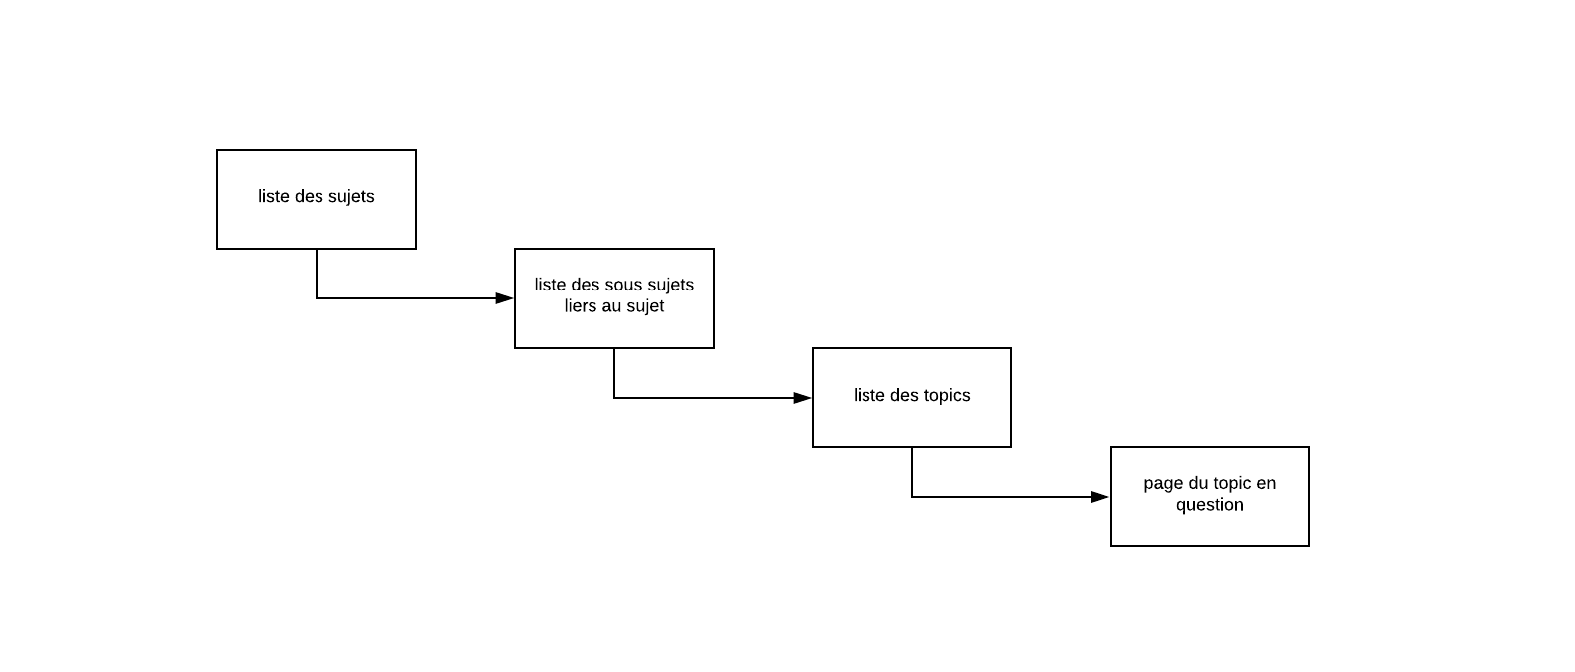 liste des sujets
liste des sous sujets
liers au sujet
liste des topics
page du topic en
question